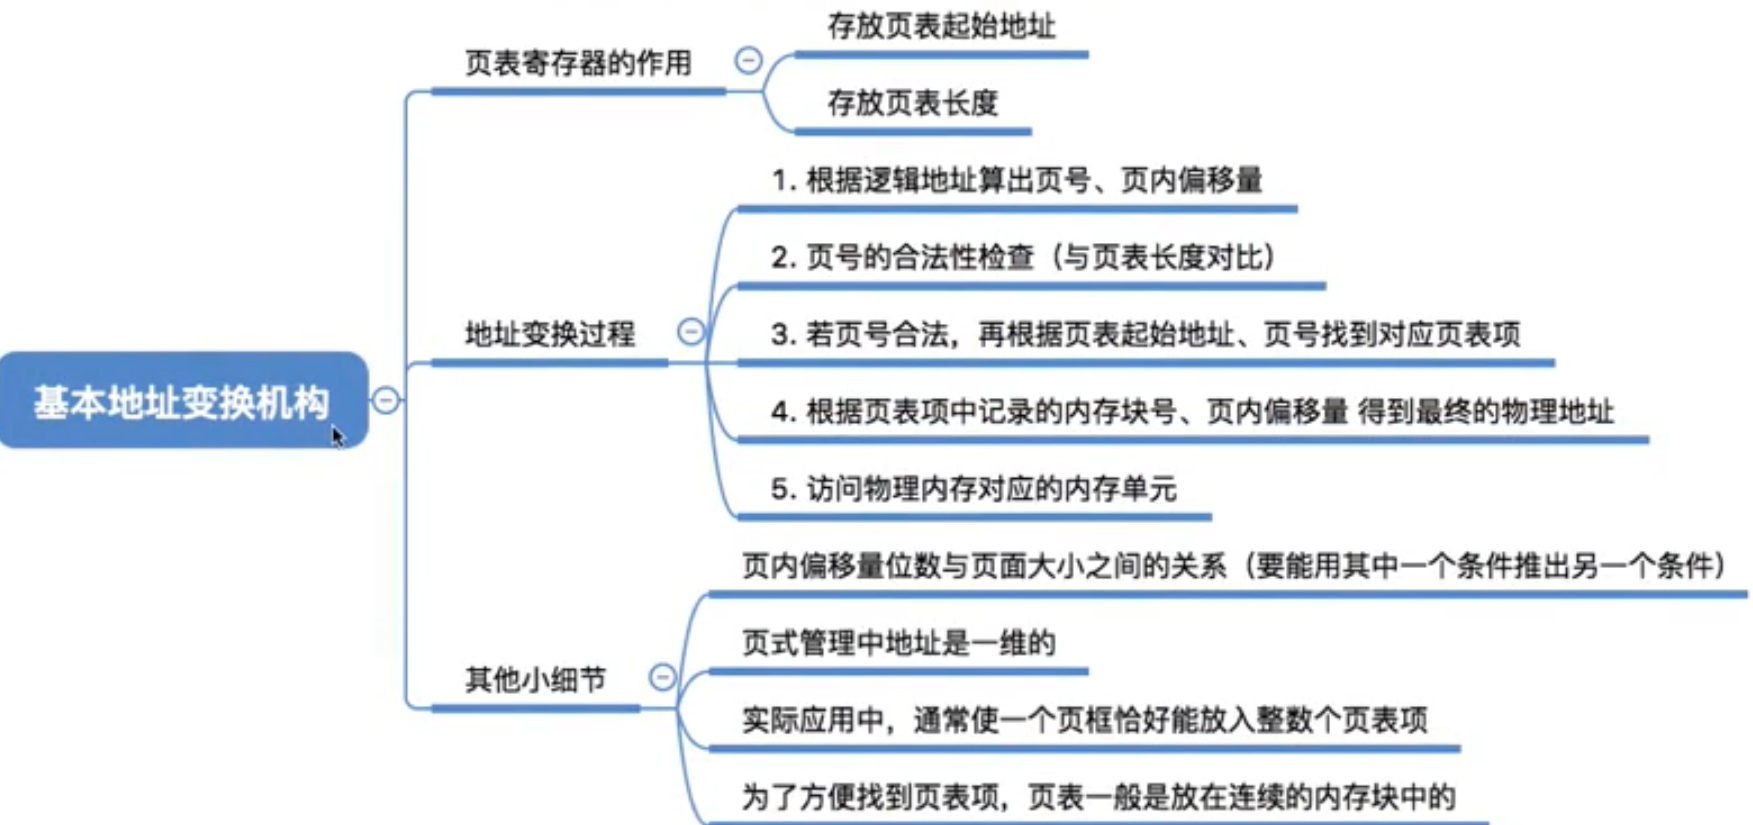 基本地址变换机构
页表寄存器的作用
存放页表起始地址
存放页表长度
地址变换过程
1. 根据逻辑地址算出页号、页内偏移量
2. 页号的合法性检查（与页表长度对比）
3. 若页号合法，再根据页表起始地址、页号找到对应页表项
4. 根据页表项中记录的内存块号、页内偏移量 得到最终的物理地址
5. 访问物理内存对应的内存单元
其他小细节
页内偏移量位数与页面大小之间的关系（要能用其中一个条件推出另一个条件）
页式管理中地址是一维的
实际应用中，通常使一个页框恰好能放入整数个页表项
为了方便找到页表项，页表一般是放在连续的内存块中的